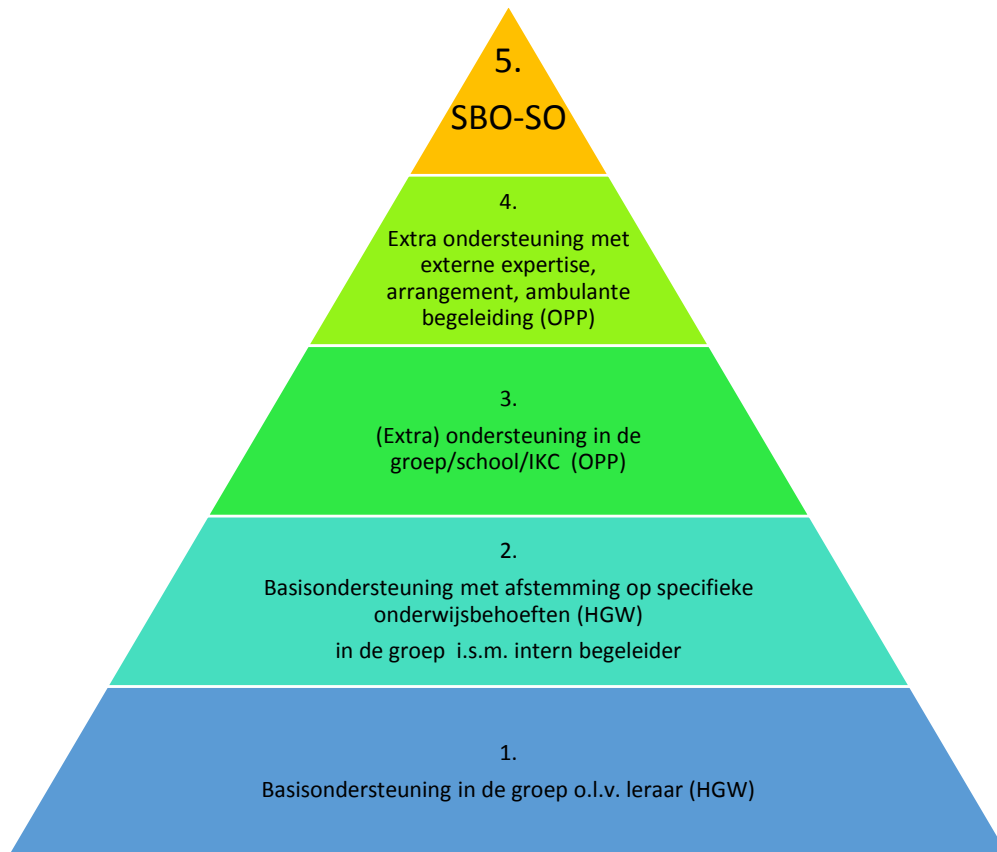 5.
SBO-SO
4.
Extra ondersteuning met
externe expertise,
arrangement, ambulante
begeleiding (OPP)
3.
(Extra) ondersteuning in de
groep/school/IKC (OPP)
2.
Basisondersteuning met afstemming op specifieke
onderwijsbehoeften (HGW)
in de groep i.s.m. intern begeleider
1.
Basisondersteuning in de groep o.l.v. leraar (HGW)